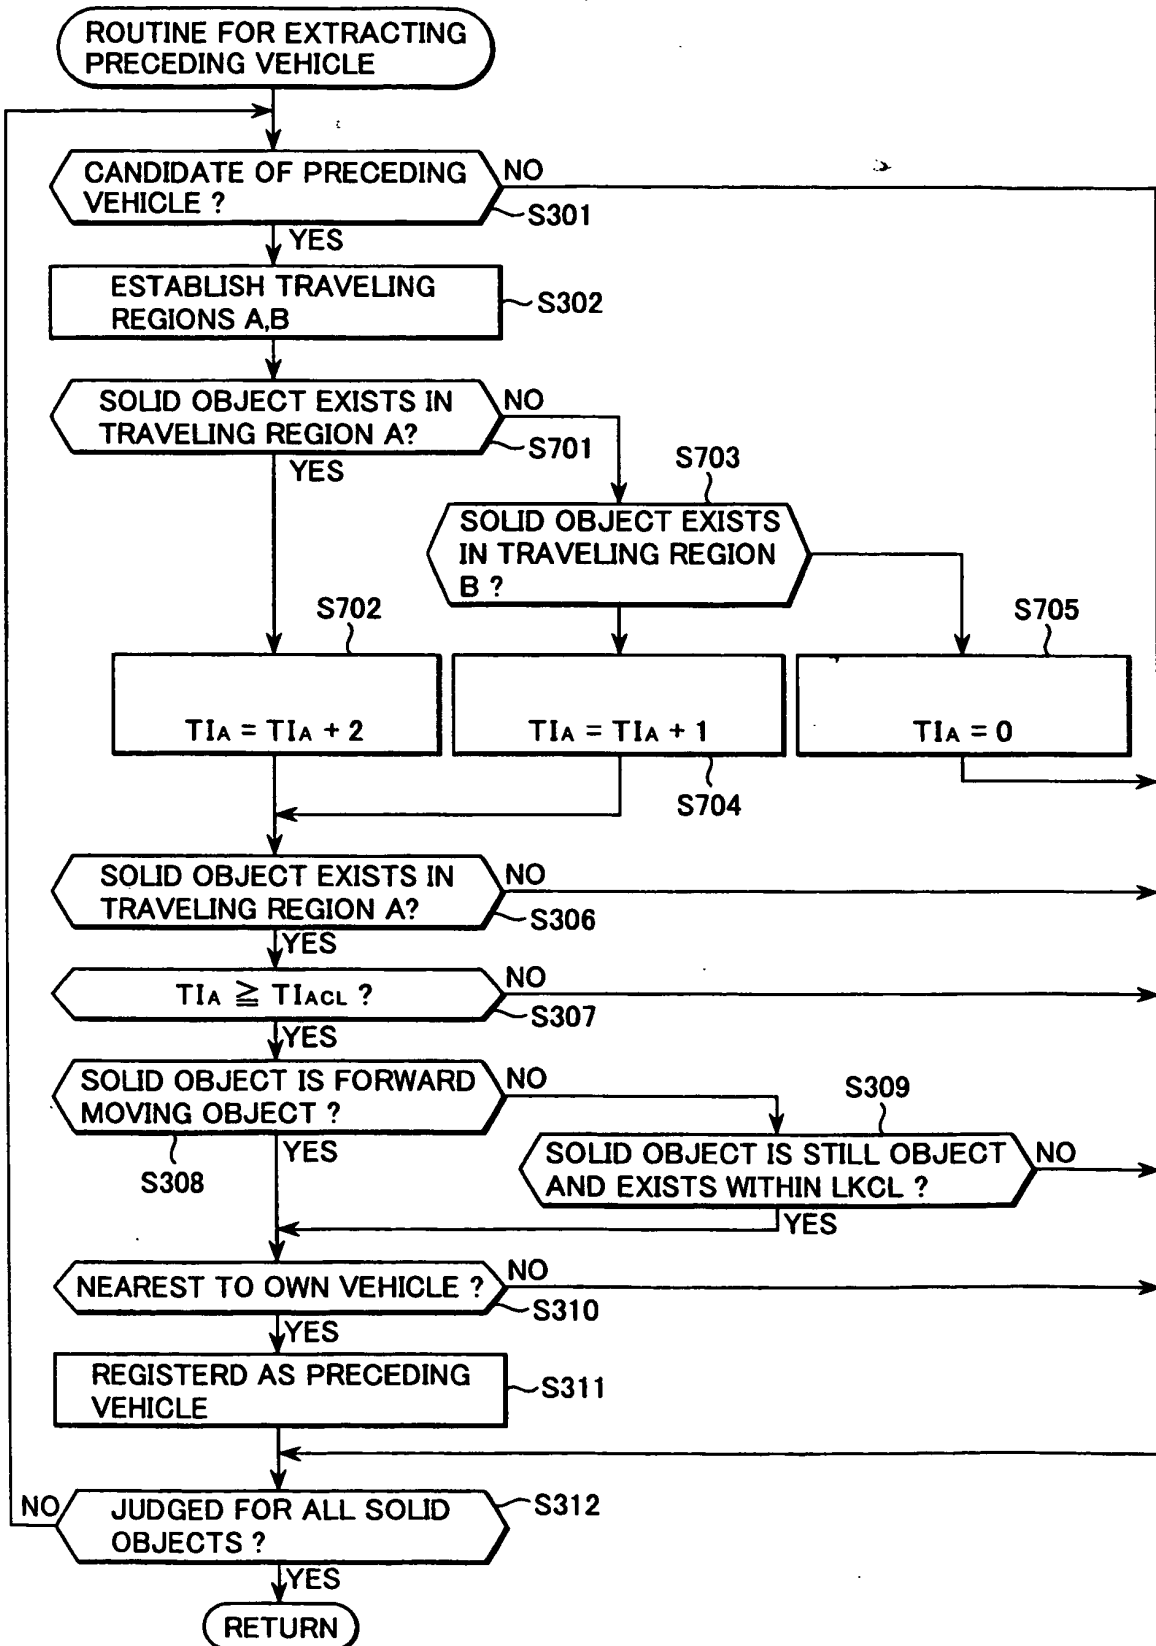 ROUTINE FOR EXTRACTING
PRECEDING VEHICLE
CANDIDATE OF PRECEDING
VEHICLE ?
NO
S301
YES
ESTABLISH TRAVELING
REGIONS A,B
S302
SOLID OBJECT EXISTS IN
TRAVELING REGION A?
NO
S701
YES
S703
SOLID OBJECT EXISTS
IN TRAVELING REGION
B ?
S702
TIA = TIA + 2
TIA = TIA + 1
S704
S705
TIA = 0
SOLID OBJECT EXISTS IN
TRAVELING REGION A?
NO
S306
YES
TIA ≧ TIACL ?
NO
S307
YES
SOLID OBJECT IS FORWARD
MOVING OBJECT ?
NO
S308
YES
S309
SOLID OBJECT IS STILL OBJECT
AND EXISTS WITHIN LKCL ?
NO
YES
NEAREST TO OWN VEHICLE ?
NO
S310
YES
REGISTERD AS PRECEDING
VEHICLE
S311
JUDGED FOR ALL SOLID
OBJECTS ?
NO
S312
YES
RETURN